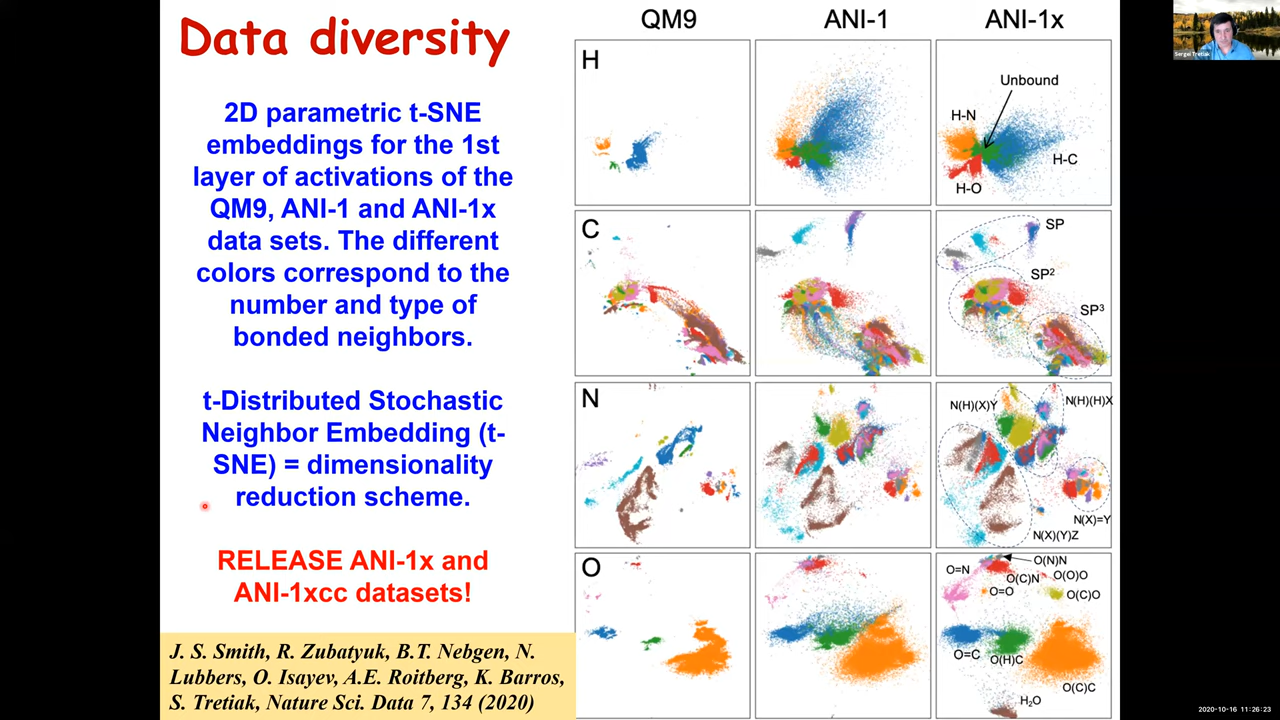 Data diversity
2D parametric t-SNE
embeddings for the 1st
layer of activations of the
QM9, ANI-1 and ANI-1x
data sets. The different
colors correspond to the
number and type of
bonded neighbors.
t-Distributed Stochastic
Neighbor Embedding (t-
SNE) = dimensionality
reduction scheme.
RELEASE ANI-1x and
ANI-1xcc datasets!
J. S. Smith, R. Zubatyuk, B.T. Nebgen, N.
Lubbers, O. Isayev, A.E. Roitberg, K. Barros,
S. Tretiak, Nature Sci. Data 7, 134 (2020)
QM9
ANI-1
ANI-1x
H
Unbound
H-N
H-C
H-O
C
SP
SP²
SP³
N
N(H)(X)Y
N(H)(H)X
N(X)=Y
N(X)(Y)Z
O
O(N)N
O=N
O(C)N
O(O)O
O=O
O(C)O
O=C
O(H)C
O(C)C
H₂O
Sergei Tretiak
2020-10-16 11:26:23